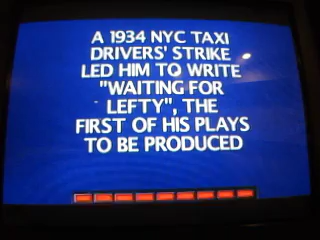 A 1934 NYC TAXI
DRIVERS' STRIKE
LED HIM TO WRITE
"WAITING FOR
LEFTY", THE
FIRST OF HIS PLAYS
TO BE PRODUCED